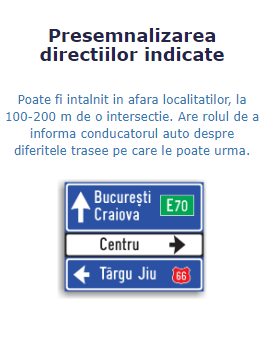 Presemnalizarea
directiilor indicate
Poate fi intalnit in afara localitatilor, la
100-200 m de o intersectie. Are rolul de a
informa conducatorul auto despre
diferitele trasee pe care le poate urma.
București E70
Craiova
Centru
Târgu Jiu 66